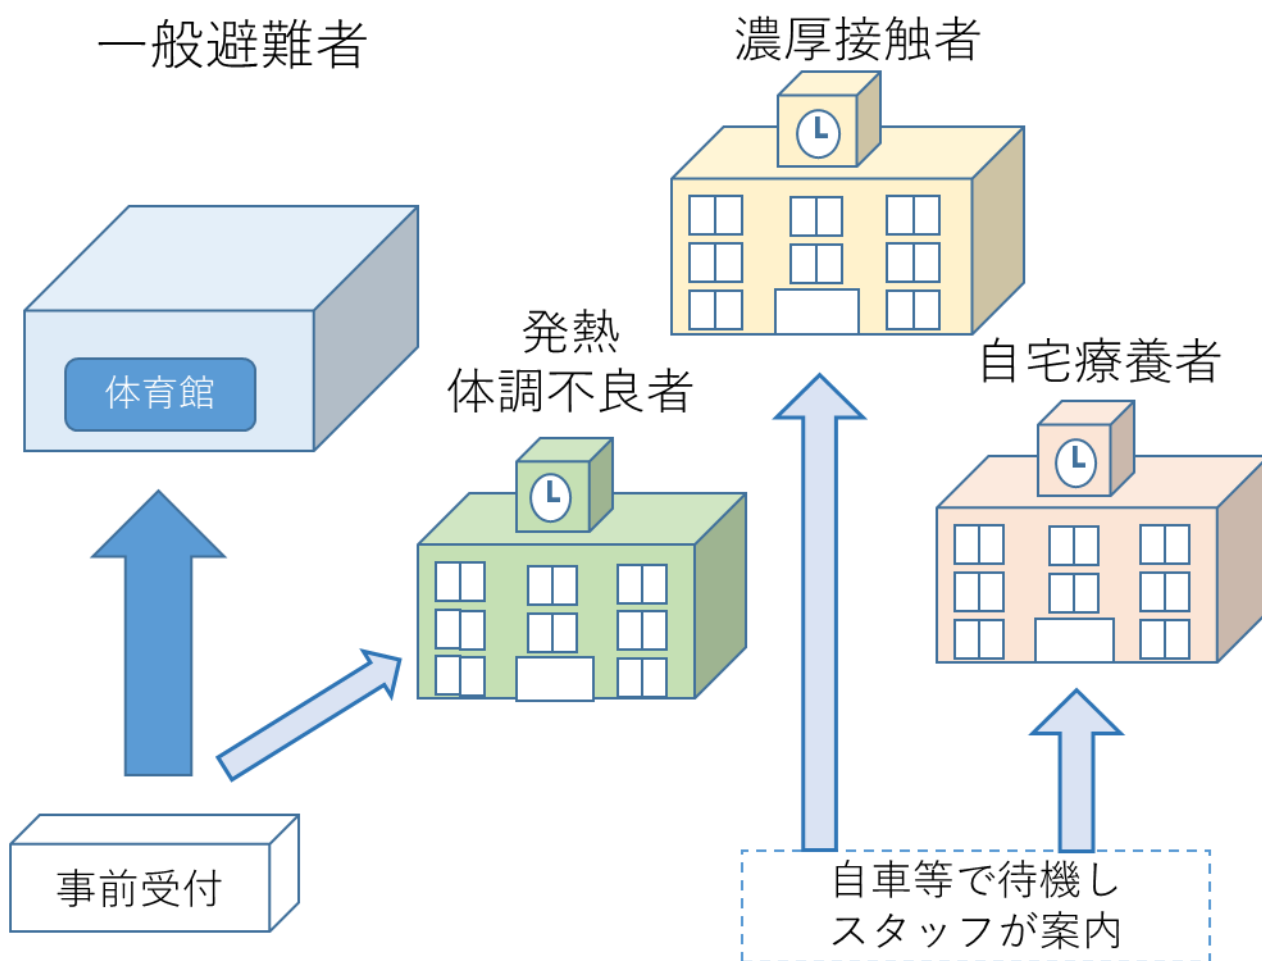 一般避難者
濃厚接触者
体育館
発熱
体調不良者
自宅療養者
事前受付
自車等で待機し
スタッフが案内